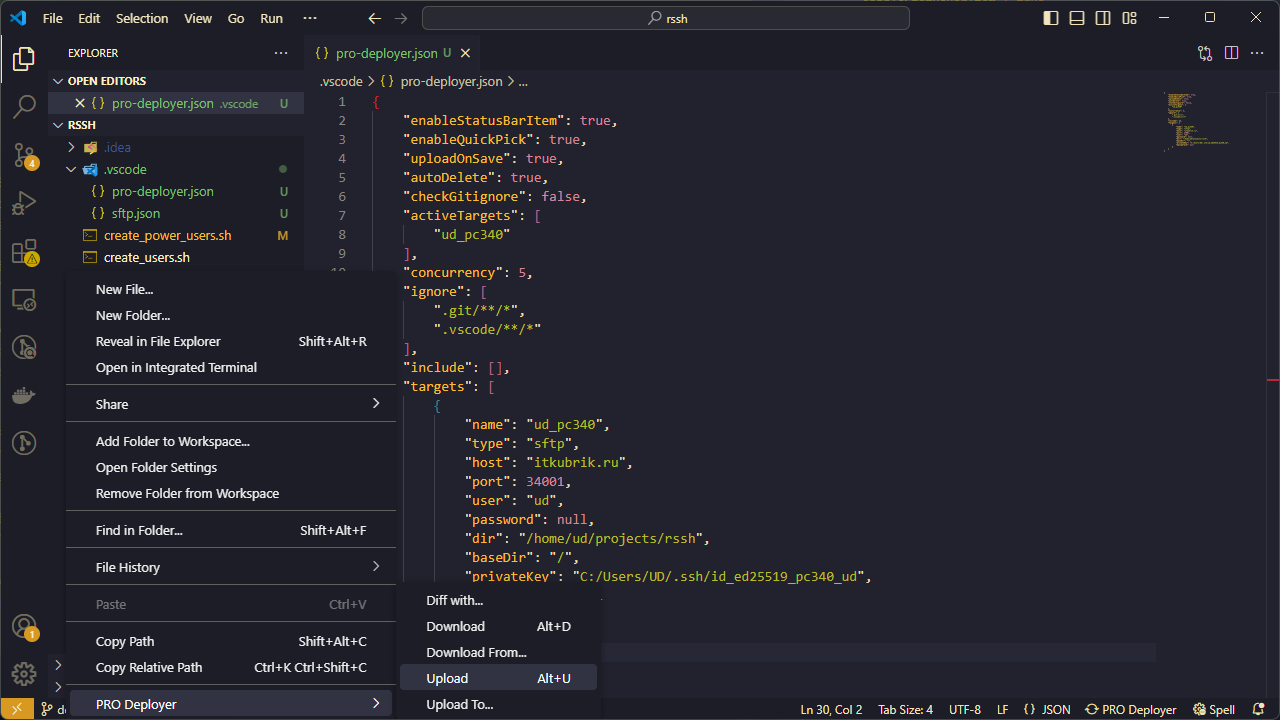 File Edit Selection View Go Run ··· rssh
EXPLORER ···
OPEN EDITORS
pro-deployer.json .vscode U
RSSH
.idea
.vscode
pro-deployer.json U
sftp.json U
create_power_users.sh M
create_users.sh
New File...
New Folder...
Reveal in File Explorer Shift+Alt+R
Open in Integrated Terminal
Share
Add Folder to Workspace...
Open Folder Settings
Remove Folder from Workspace
Find in Folder... Shift+Alt+F
File History
Paste Ctrl+V
Copy Path Shift+Alt+C
Copy Relative Path Ctrl+K Ctrl+Shift+C
PRO Deployer
Diff with...
Download Alt+D
Download From...
Upload Alt+U
Upload To...
4
1
{} pro-deployer.json U
.vscode > {} pro-deployer.json > ...
1 {
2 "enableStatusBarItem": true,
3 "enableQuickPick": true,
4 "uploadOnSave": true,
5 "autoDelete": true,
6 "checkGitignore": false,
7 "activeTargets": [
8 "ud_pc340"
9 ],
10 "concurrency": 5,
"ignore": [
".git/**/*",
".vscode/**/*"
],
"include": [],
"targets": [
{
"name": "ud_pc340",
"type": "sftp",
"host": "itkubrik.ru",
"port": 34001,
"user": "ud",
"password": null,
"dir": "/home/ud/projects/rssh",
"baseDir": "/",
"privateKey": "C:/Users/UD/.ssh/id_ed25519_pc340_ud",
Ln 30, Col 2 Tab Size: 4 UTF-8 LF {} JSON PRO Deployer Spell